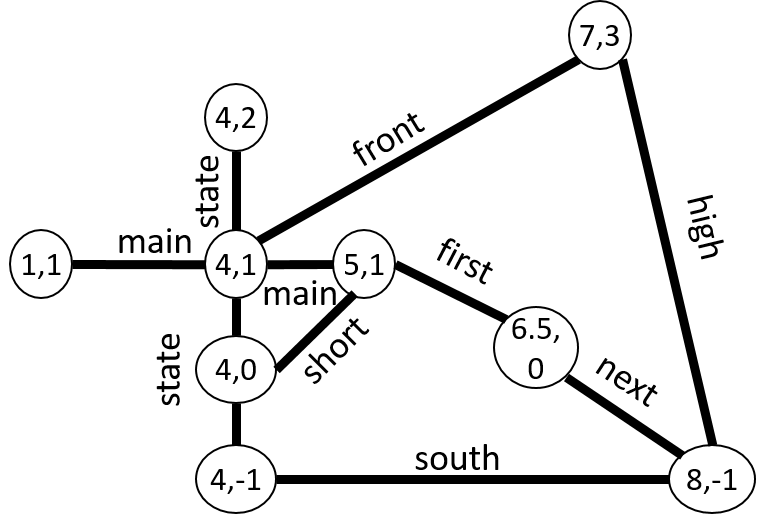 7,3
4,2
front
state
high
main
first
1,1
4,1
5,1
main
6.5,
0
short
state
4,0
next
south
4,-1
8,-1